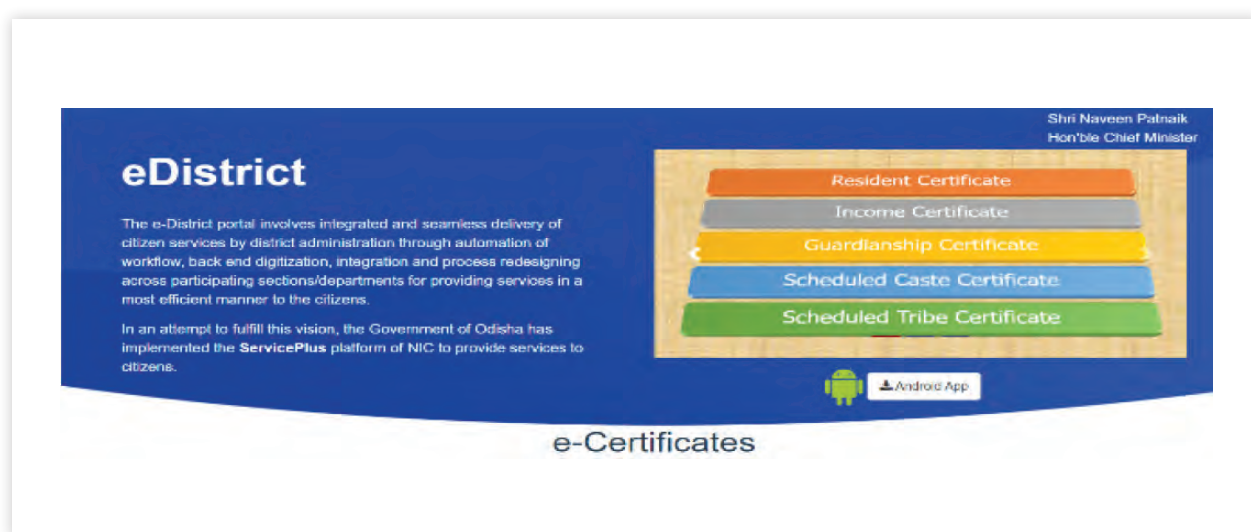 Shri Naveen Patnaik
Hon'ble Chief Minister
eDistrict
The e-District portal involves integrated and seamless delivery of
citizen services by district administration through automation of
workflow, back end digitization, integration and process redesigning
across participating sections/departments for providing services in a
most efficient manner to the citizens.
In an attempt to fulfill this vision, the Government of Odisha has
implemented the ServicePlus platform of NIC to provide services to
citizens.
Resident Certificate
Income Certificate
Guardianship Certificate
Scheduled Caste Certificate
Scheduled Tribe Certificate
Android App
e-Certificates